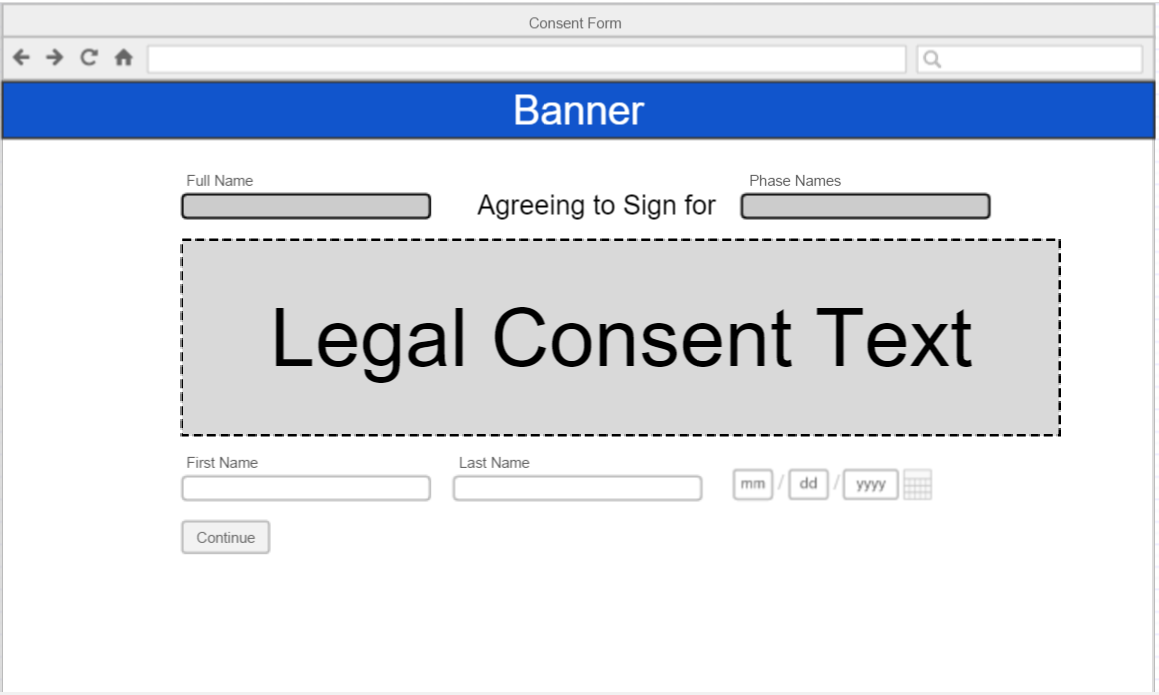 Consent Form
Banner
Full Name
Phase Names
Agreeing to Sign for
Legal Consent Text
First Name
Last Name
mm / dd / yyyy
Continue